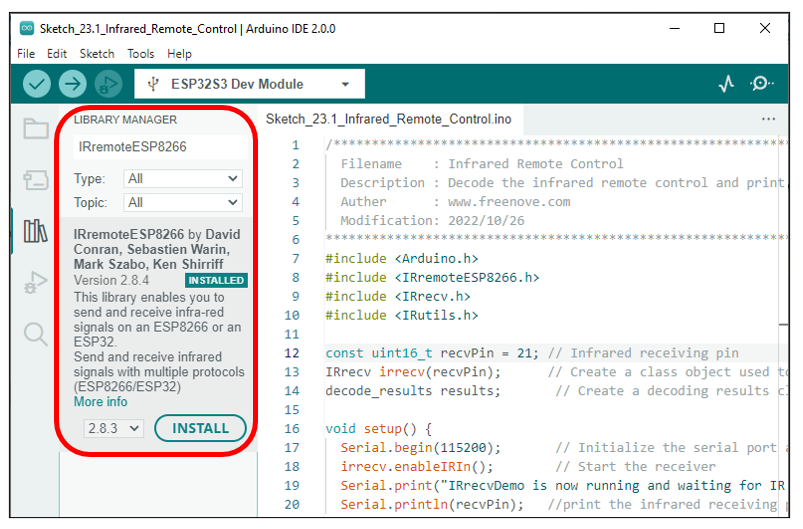 Sketch_23.1_Infrared_Remote_Control | Arduino IDE 2.0.0
File Edit Sketch Tools Help
ESP32S3 Dev Module
LIBRARY MANAGER
IRremoteESP8266
Type: All
Topic: All
IRremoteESP8266 by David
Conran, Sebastien Warin,
Mark Szabo, Ken Shirriff
Version 2.8.4 INSTALLED
This library enables you to
send and receive infra-red
signals on an ESP8266 or an
ESP32.
Send and receive infrared
signals with multiple protocols
(ESP8266/ESP32)
More info
2.8.3 INSTALL
Sketch_23.1_Infrared_Remote_Control.ino
1 /**********************************************************
2 Filename : Infrared Remote Control
3 Description : Decode the infrared remote control and print
4 Auther : www.freenove.com
5 Modification: 2022/10/26
6 ***********************************************************
7 #include <Arduino.h>
8 #include <IRremoteESP8266.h>
9 #include <IRrecv.h>
10 #include <IRutils.h>
11
12 const uint16_t recvPin = 21; // Infrared receiving pin
13 IRrecv irrecv(recvPin); // Create a class object used to
14 decode_results results; // Create a decoding results
15
16 void setup() {
17 Serial.begin(115200); // Initialize the serial port
18 irrecv.enableIRIn(); // Start the receiver
19 Serial.print("IRrecvDemo is now running and waiting for IR
20 Serial.println(recvPin); //print the infrared receiving